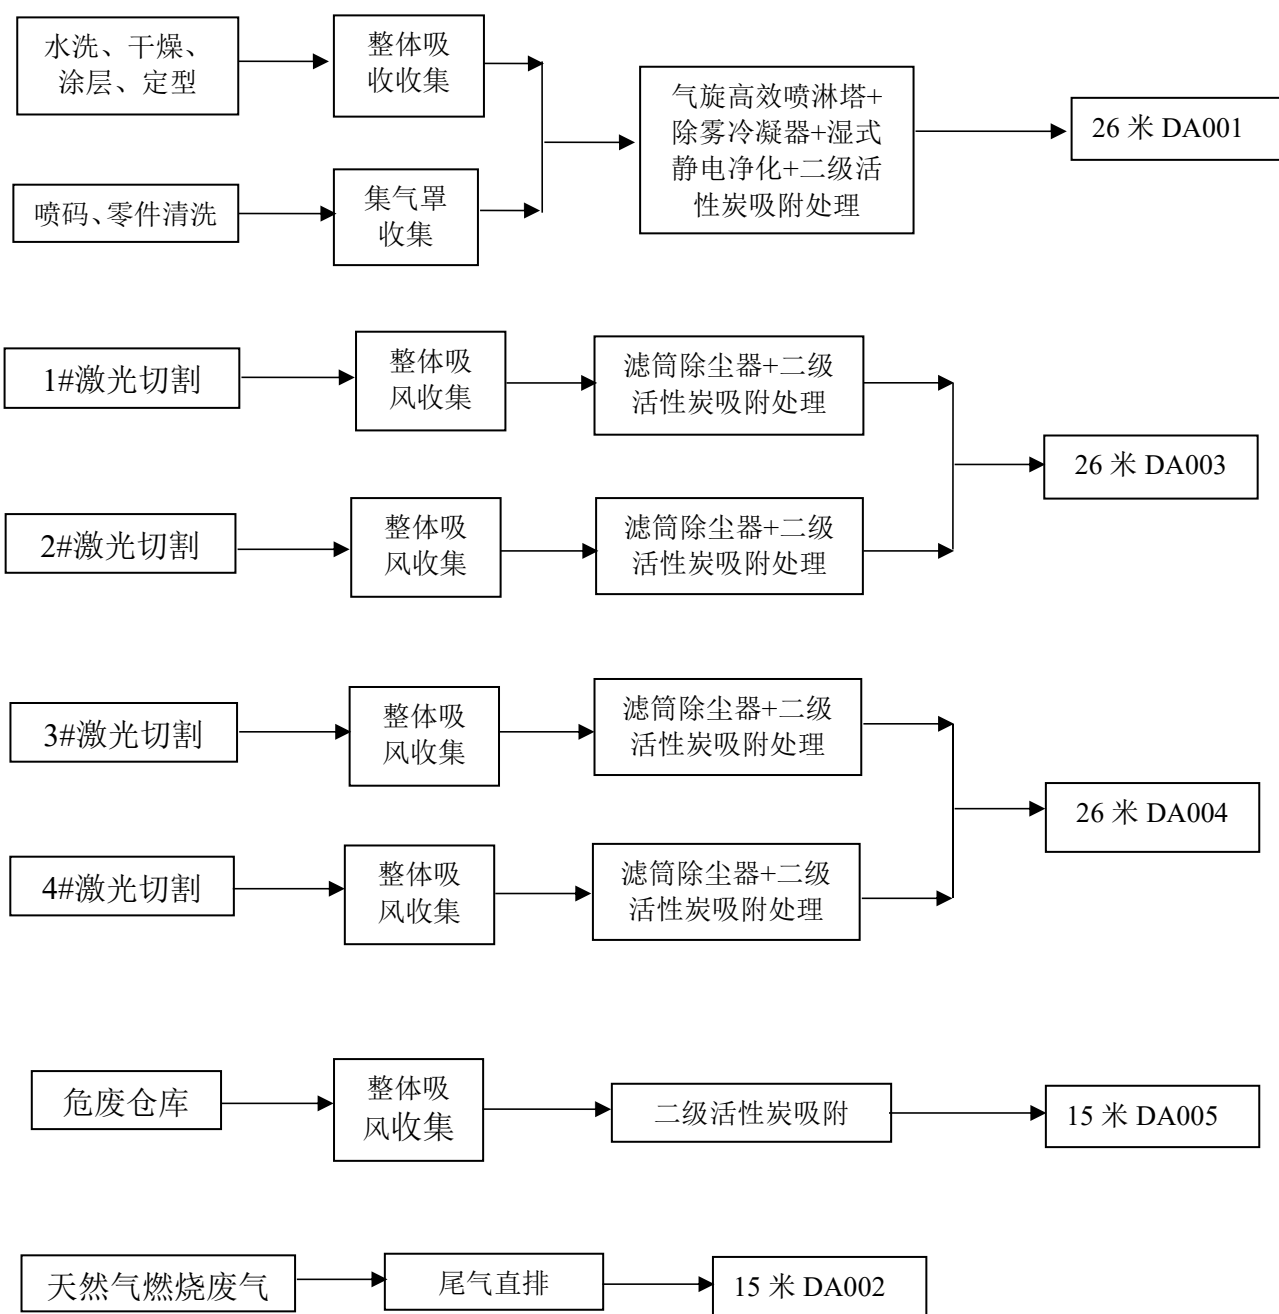 水洗、干燥、
涂层、定型
整体吸
收收集
气旋高效喷淋塔+
除雾冷凝器+湿式
静电净化+二级活
性炭吸附处理
26 米 DA001
喷码、零件清洗
集气罩
收集
1#激光切割
整体吸
风收集
滤筒除尘器+二级
活性炭吸附处理
26 米 DA003
2#激光切割
整体吸
风收集
滤筒除尘器+二级
活性炭吸附处理
3#激光切割
整体吸
风收集
滤筒除尘器+二级
活性炭吸附处理
26 米 DA004
4#激光切割
整体吸
风收集
滤筒除尘器+二级
活性炭吸附处理
危废仓库
整体吸
风收集
二级活性炭吸附
15 米 DA005
天然气燃烧废气
尾气直排
15 米 DA002